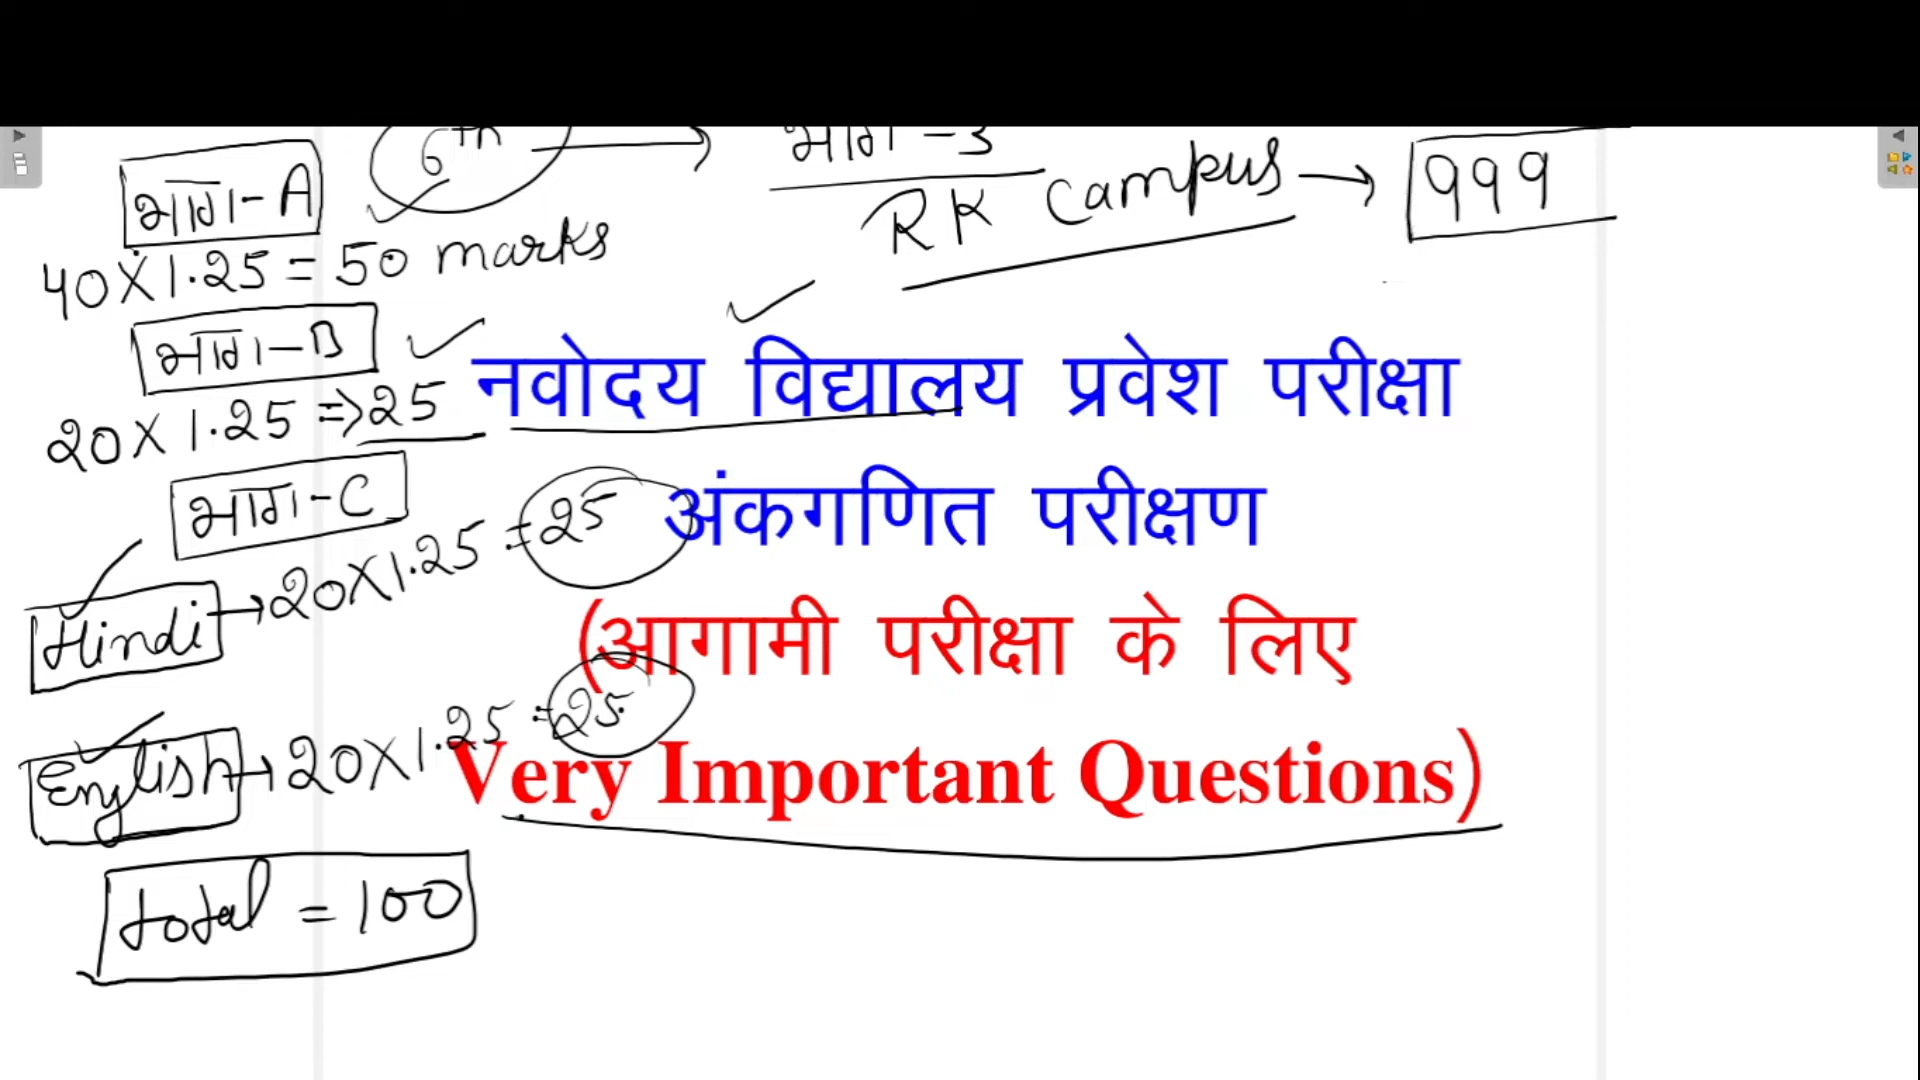 6th → भाग-3
RK Campus → 999
भाग-A
40×1.25=50 marks
भाग-B
20×1.25⇒25
भाग-C
Hindi→20×1.25=25
English→20×1.25=25
total = 100
नवोदय विद्यालय प्रवेश परीक्षा
अंकगणित परीक्षण
(आगामी परीक्षा के लिए
Very Important Questions)